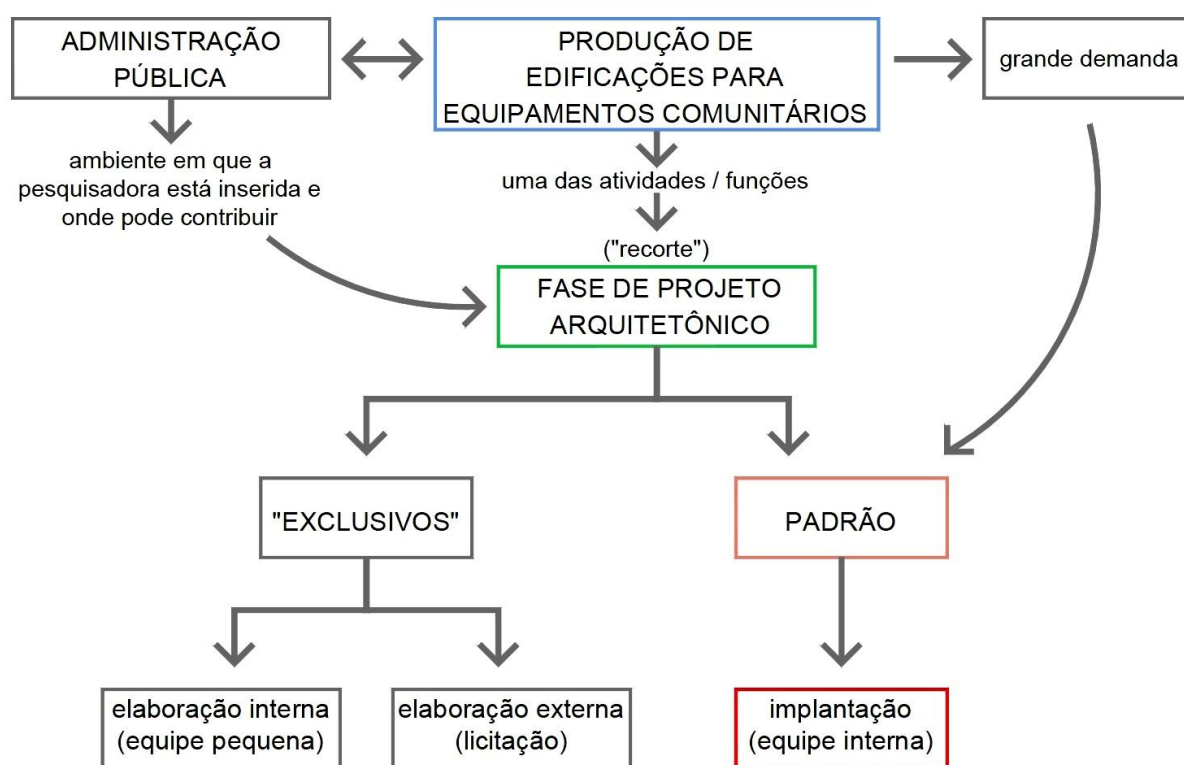 ADMINISTRAÇÃO
PÚBLICA
PRODUÇÃO DE
EDIFICAÇÕES PARA
EQUIPAMENTOS COMUNITÁRIOS
grande demanda
ambiente em que a
pesquisadora está inserida e
onde pode contribuir
uma das atividades / funções
("recorte")
FASE DE PROJETO
ARQUITETÔNICO
"EXCLUSIVOS"
PADRÃO
elaboração interna
(equipe pequena)
elaboração externa
(licitação)
implantação
(equipe interna)